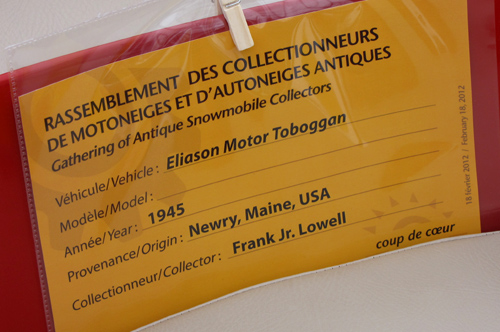 RASSEMBLEMENT DES COLLECTIONNEURS
DE MOTONEIGES ET D'AUTONEIGES ANTIQUES
Gathering of Antique Snowmobile Collectors
Véhicule/Vehicle: Eliason Motor Toboggan
Modèle/Model:
Année/Year: 1945
Provenance/Origin: Newry, Maine, USA
Collectionneur/Collector: Frank Jr. Lowell
coup de cœur
18 février 2012 / February 18, 2012